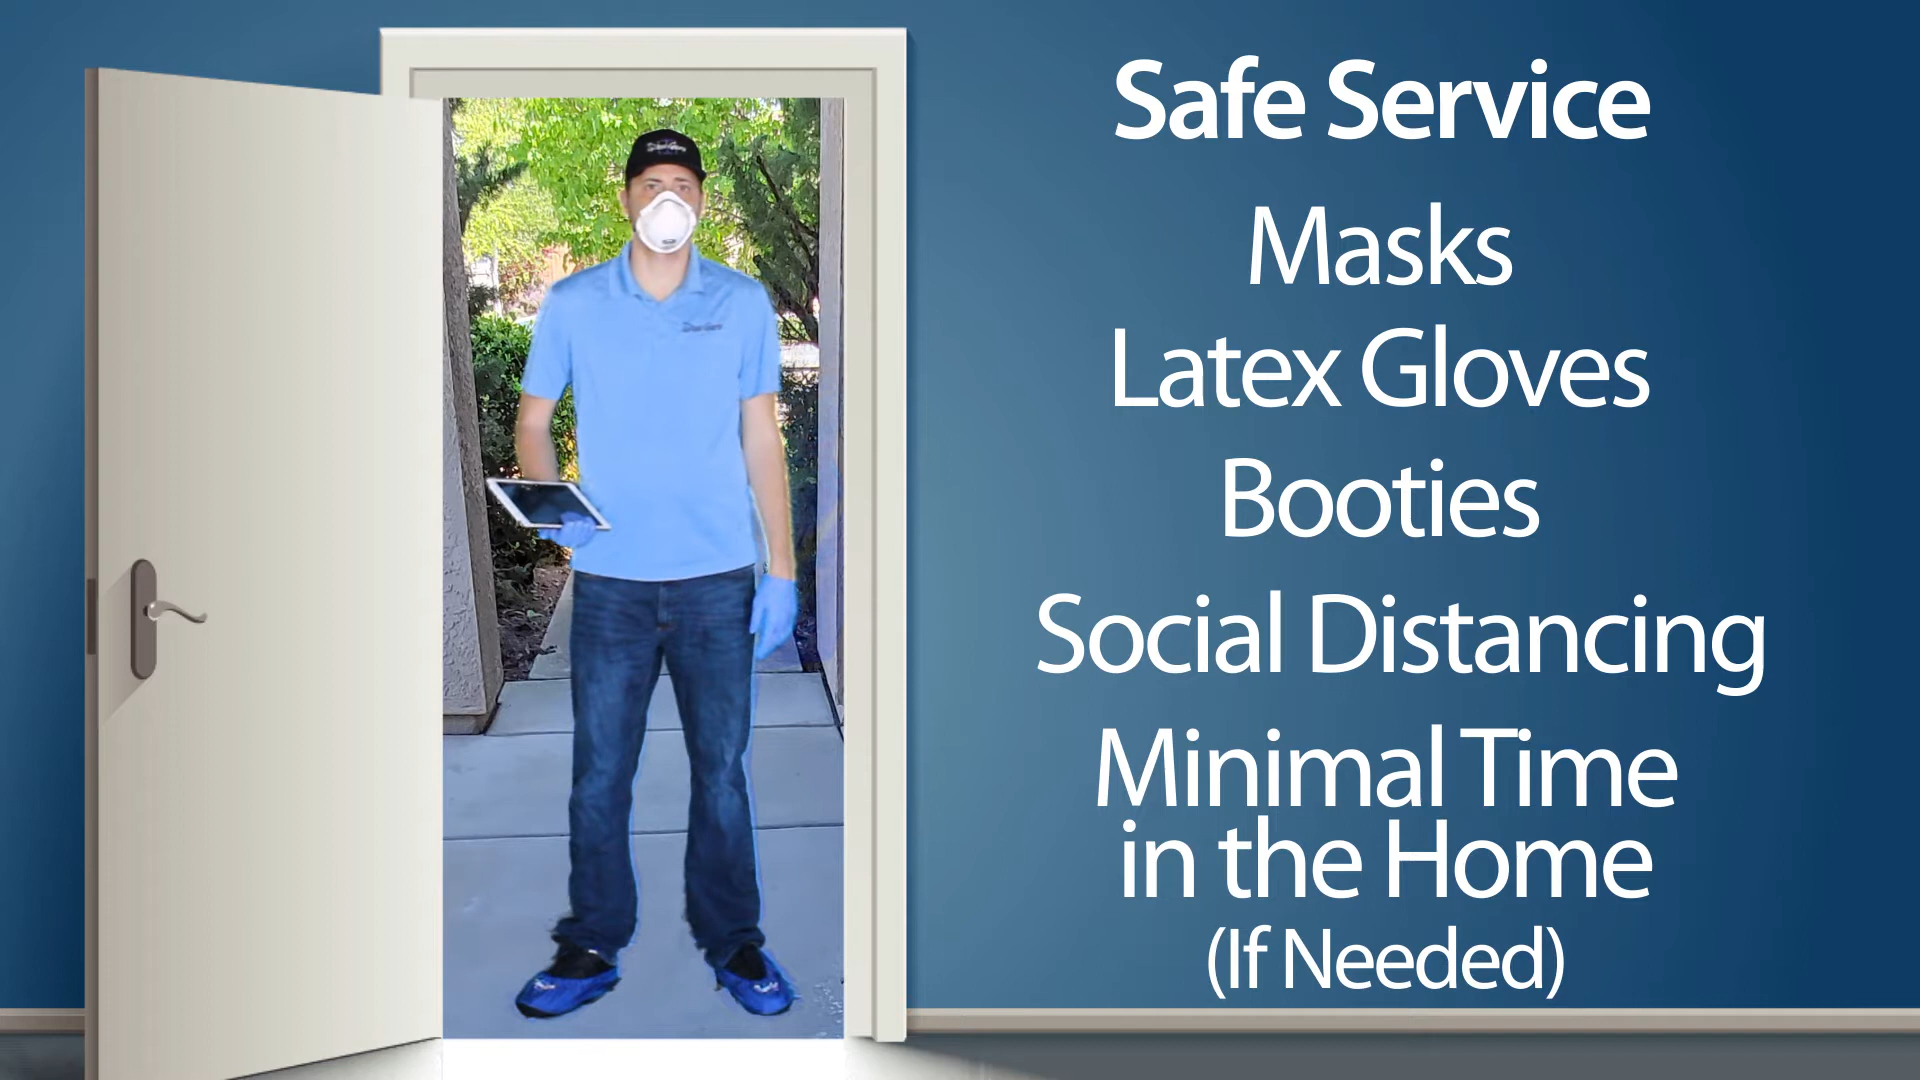 Safe Service
Masks
Latex Gloves
Booties
Social Distancing
Minimal Time
in the Home
(If Needed)